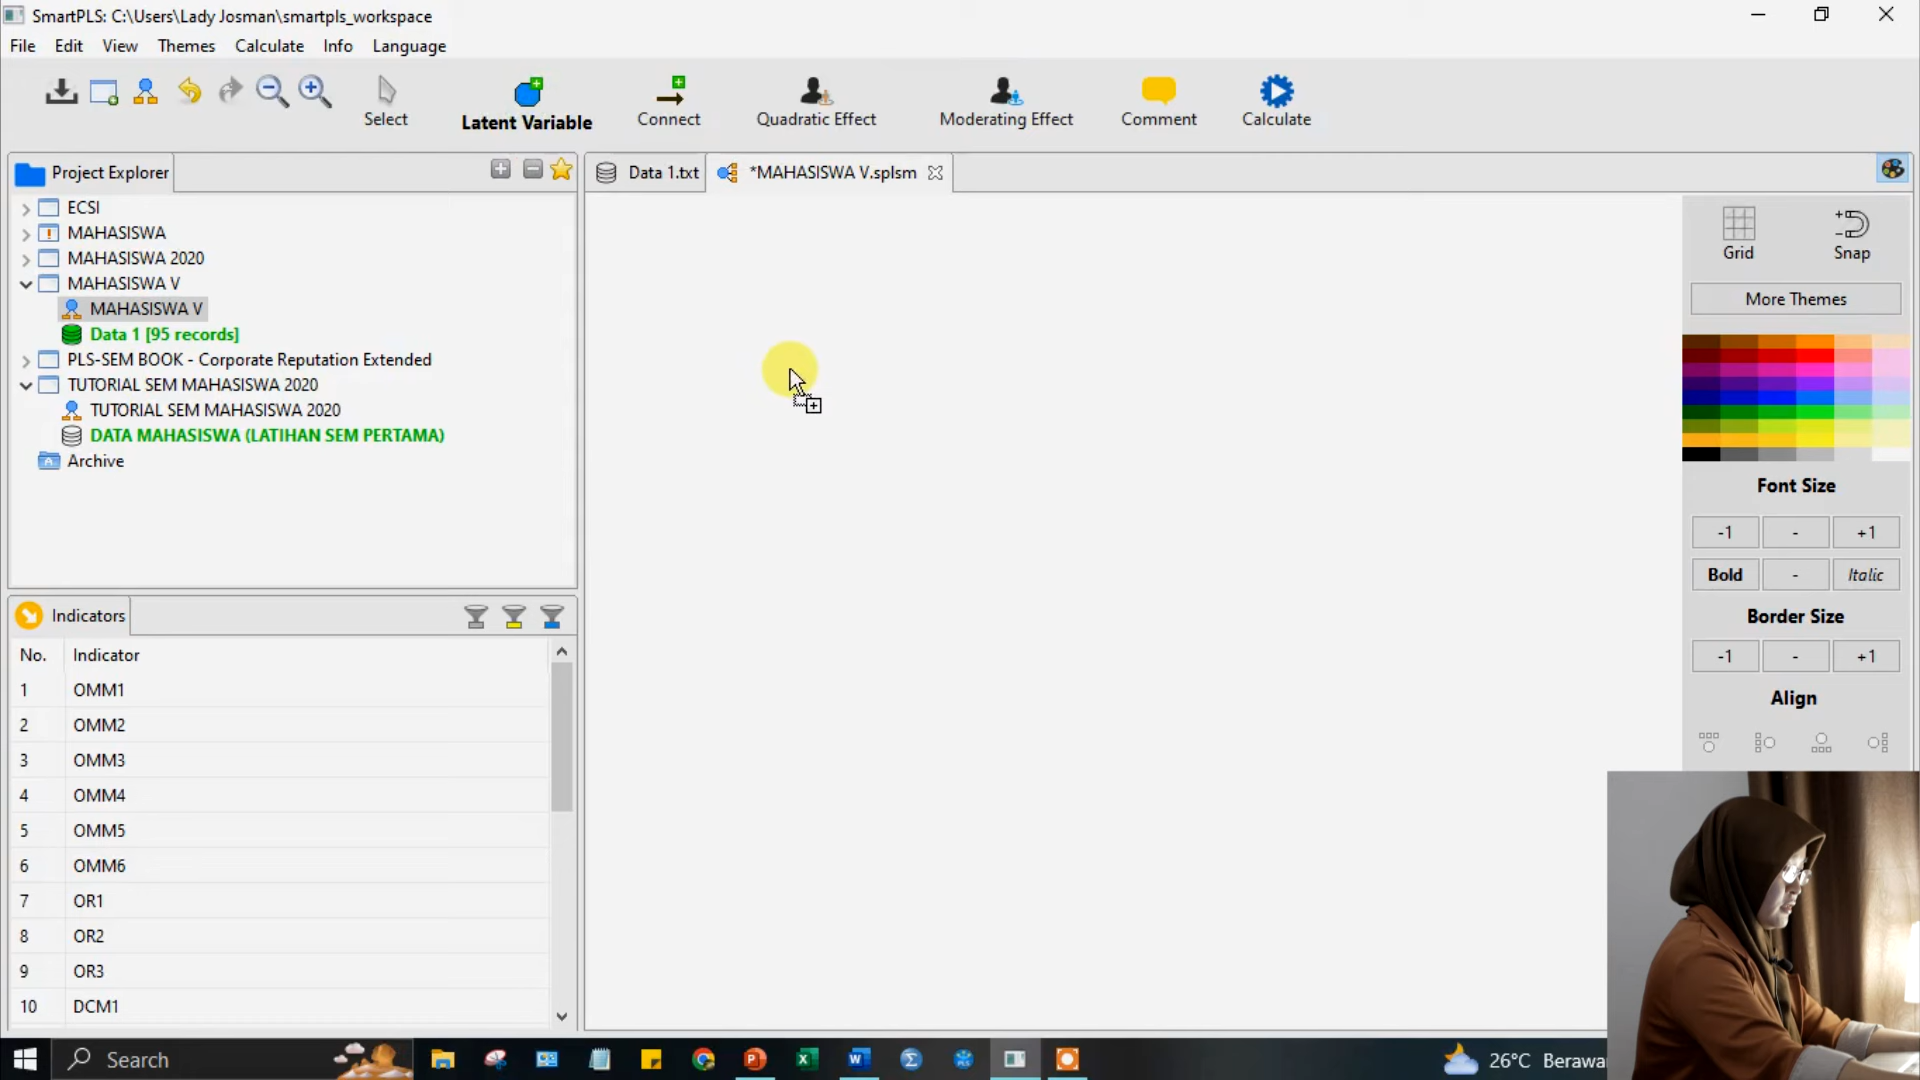 SmartPLS: C:\Users\Lady Josman\smartpls_workspace
File Edit View Themes Calculate Info Language
Select Latent Variable Connect Quadratic Effect Moderating Effect Comment Calculate
Project Explorer
ECSI
MAHASISWA
MAHASISWA 2020
MAHASISWA V
MAHASISWA V
Data 1 [95 records]
PLS-SEM BOOK - Corporate Reputation Extended
TUTORIAL SEM MAHASISWA 2020
TUTORIAL SEM MAHASISWA 2020
DATA MAHASISWA (LATIHAN SEM PERTAMA)
Archive
Indicators
No. Indicator
1 OMM1
2 OMM2
3 OMM3
4 OMM4
5 OMM5
6 OMM6
7 OR1
8 OR2
9 OR3
10 DCM1
Data 1.txt *MAHASISWA V.splsm
Grid Snap
More Themes
Font Size
-1 - +1
Bold - Italic
Border Size
-1 - +1
Align
Search
26°C